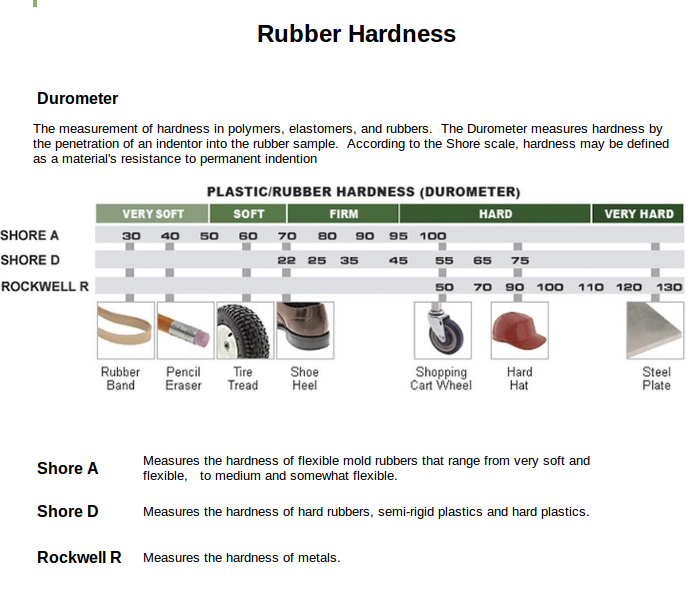 Rubber Hardness
Durometer
The measurement of hardness in polymers, elastomers, and rubbers. The Durometer measures hardness by
the penetration of an indentor into the rubber sample. According to the Shore scale, hardness may be defined
as a material's resistance to permanent indention
PLASTIC/RUBBER HARDNESS (DUROMETER)
VERY SOFT SOFT FIRM HARD VERY HARD
SHORE A 30 40 50 60 70 80 90 95 100
SHORE D 22 25 35 45 55 65 75
ROCKWELL R 50 70 90 100 110 120 130
Rubber Pencil Tire Shoe Shopping Hard Steel
Band Eraser Tread Heel Cart Wheel Hat Plate
Shore A Measures the hardness of flexible mold rubbers that range from very soft and
flexible, to medium and somewhat flexible.
Shore D Measures the hardness of hard rubbers, semi-rigid plastics and hard plastics.
Rockwell R Measures the hardness of metals.